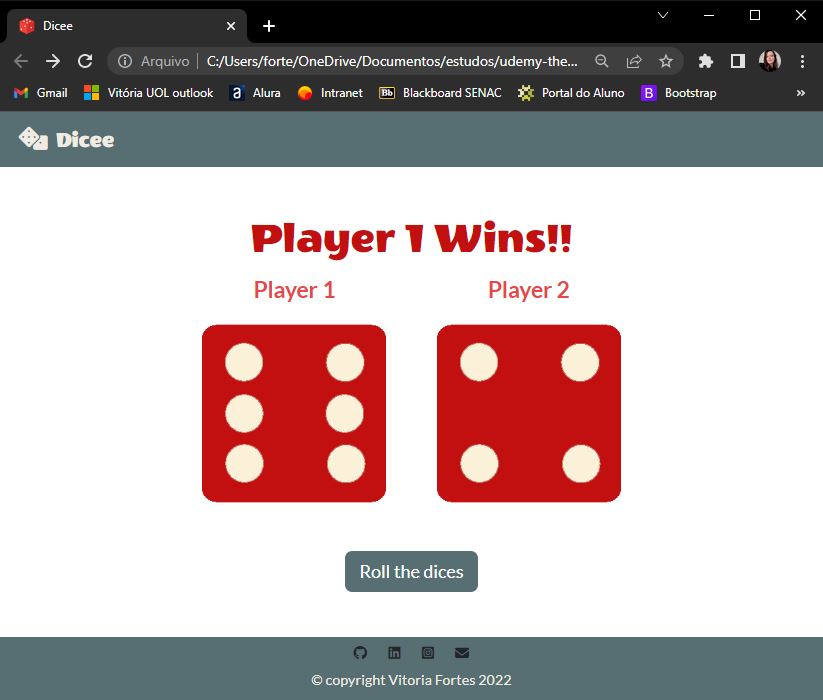 Dicee
Arquivo C:/Users/forte/OneDrive/Documentos/estudos/udemy-the...
Gmail Vitória UOL outlook a Alura Intranet Bb Blackboard SENAC Portal do Aluno B Bootstrap »
Dicee
Player 1 Wins!!
Player 1 Player 2
Roll the dices
© copyright Vitoria Fortes 2022